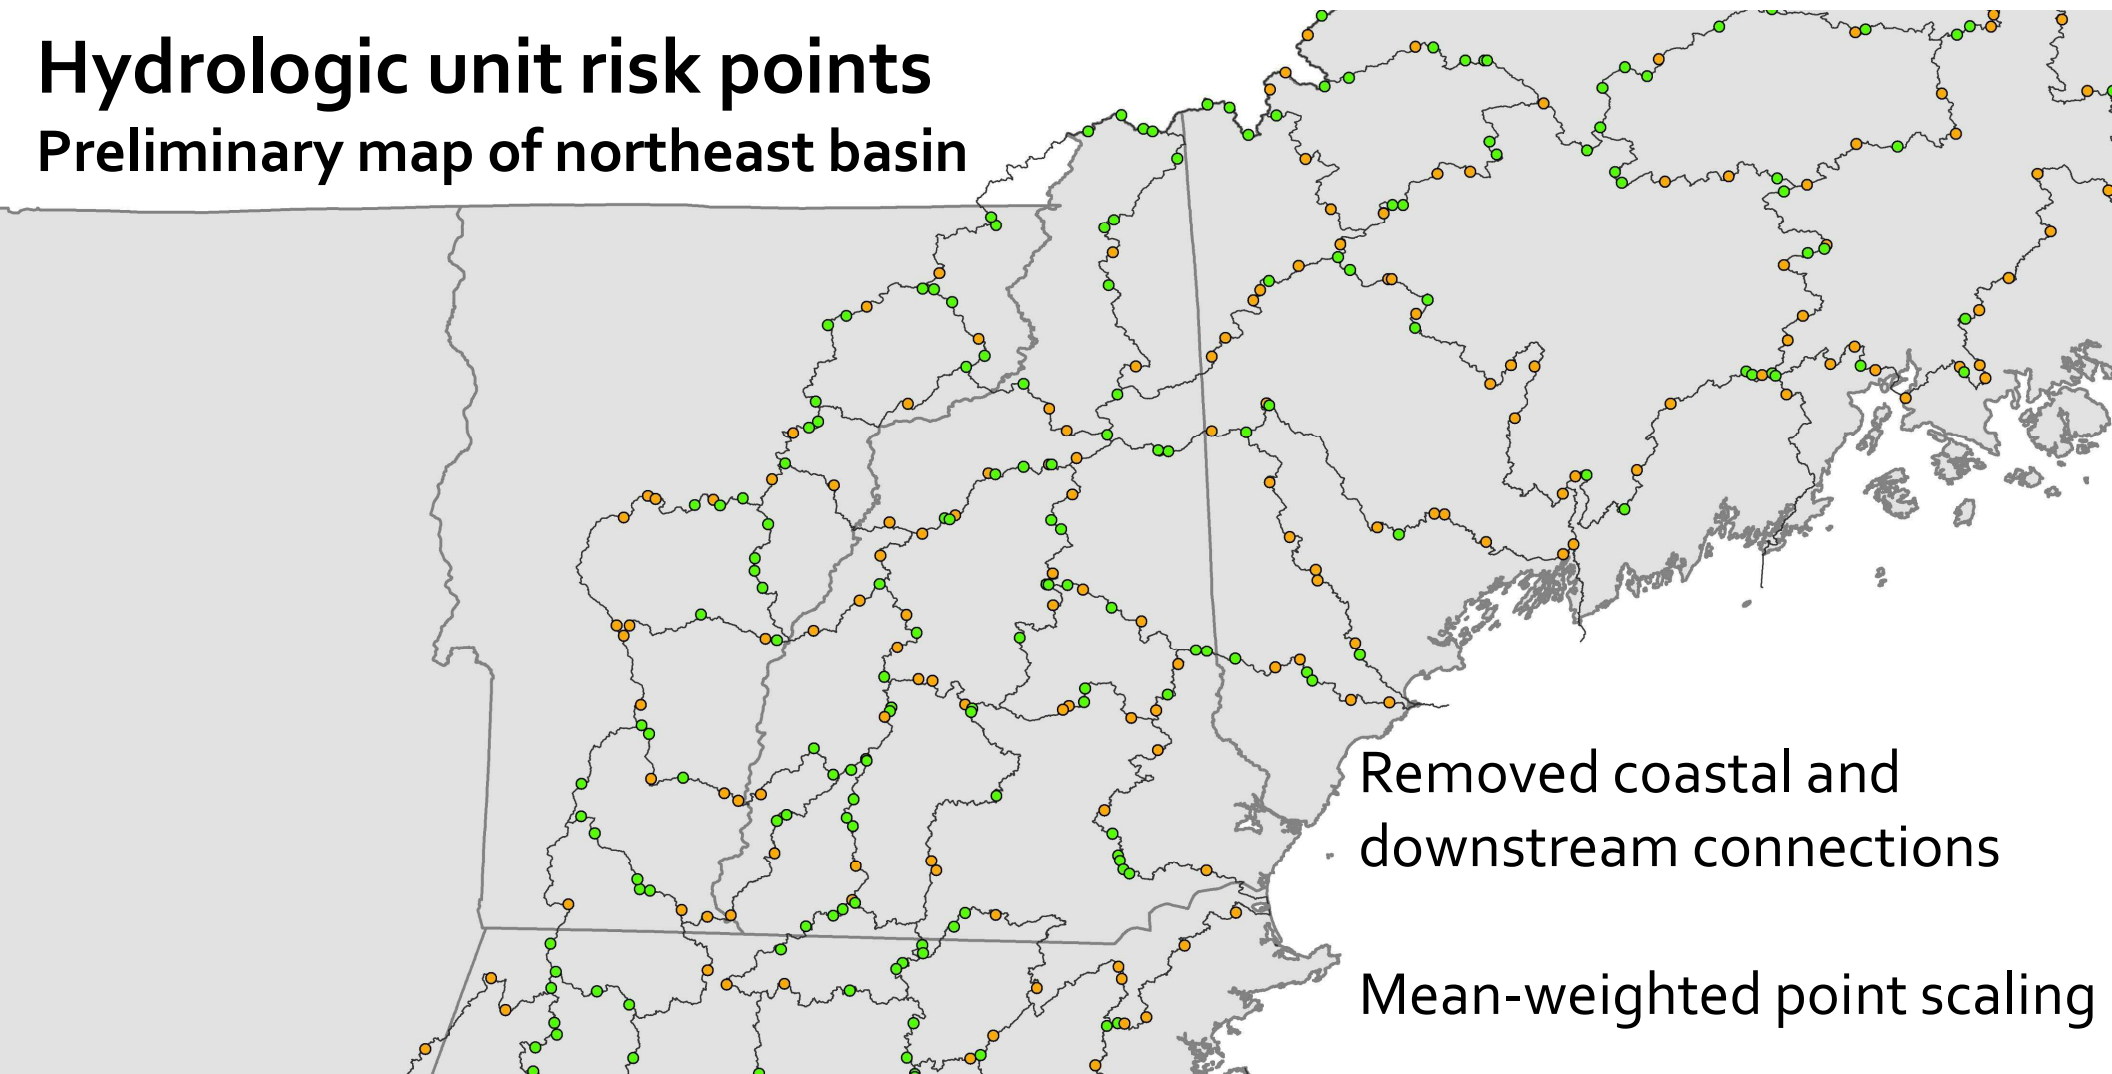 Hydrologic unit risk points
Preliminary map of northeast basin
Removed coastal and
downstream connections
Mean-weighted point scaling